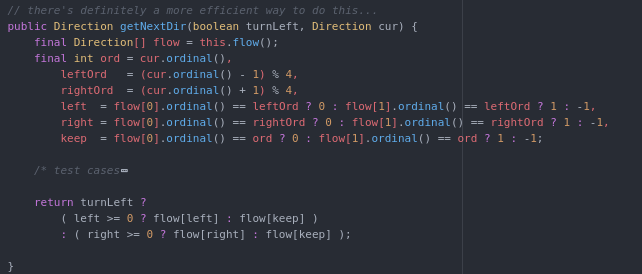 // there's definitely a more efficient way to do this...
public Direction getNextDir(boolean turnLeft, Direction cur) {
    final Direction[] flow = this.flow();
    final int ord = cur.ordinal(),
        leftOrd   = (cur.ordinal() - 1) % 4,
        rightOrd  = (cur.ordinal() + 1) % 4,
        left  = flow[0].ordinal() == leftOrd ? 0 : flow[1].ordinal() == leftOrd ? 1 : -1,
        right = flow[0].ordinal() == rightOrd ? 0 : flow[1].ordinal() == rightOrd ? 1 : -1,
        keep  = flow[0].ordinal() == ord ? 0 : flow[1].ordinal() == ord ? 1 : -1;
    /* test cases
    return turnLeft ?
        ( left >= 0 ? flow[left] : flow[keep] )
        : ( right >= 0 ? flow[right] : flow[keep] );
}